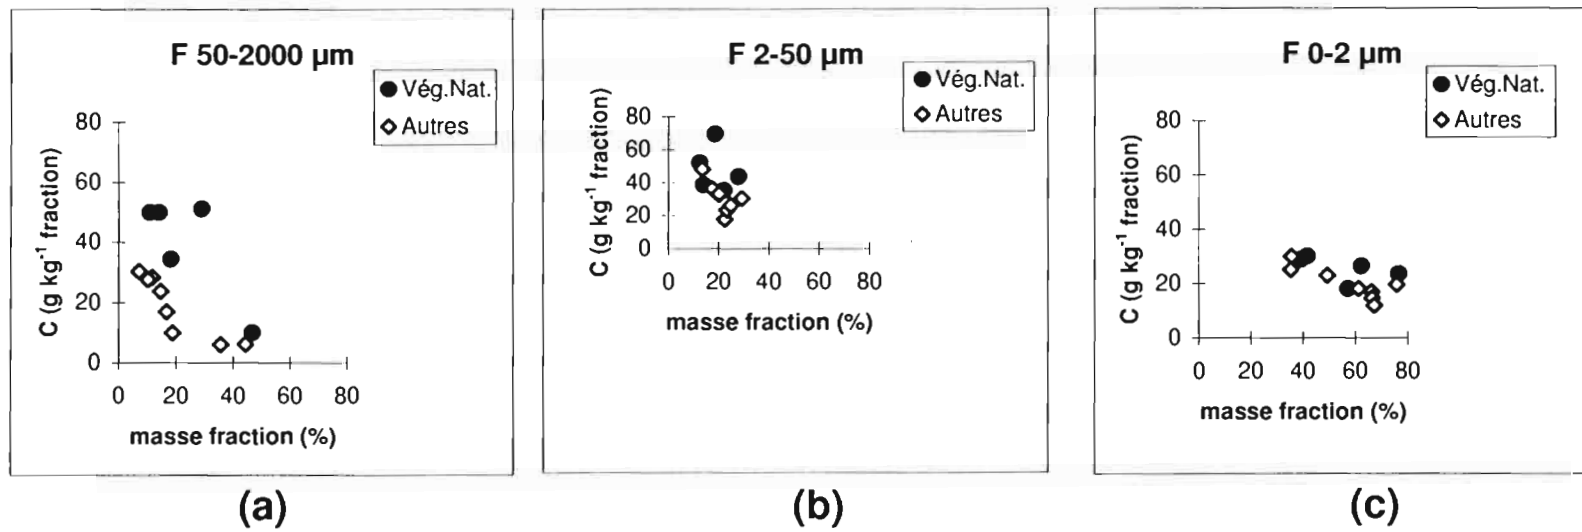 F 50-2000 µm
Vég.Nat.
Autres
C (g kg-1 fraction)
80
60
40
20
0
0 20 40 60 80
masse fraction (%)
(a)
F 2-50 µm
Vég.Nat.
Autres
C (g kg-1 fraction)
80
60
40
20
0
0 20 40 60 80
masse fraction (%)
(b)
F 0-2 µm
Vég.Nat.
Autres
C (g kg-1 fraction)
80
60
40
20
0
0 20 40 60 80
masse fraction (%)
(c)